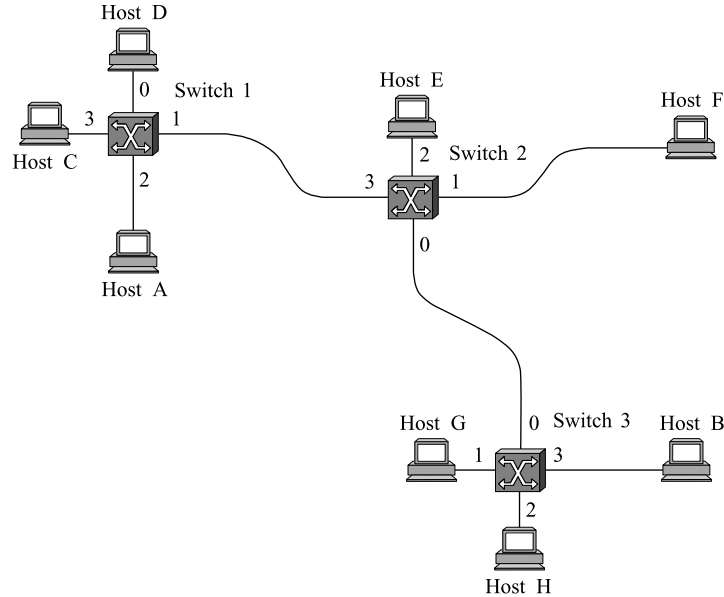 Host D
0
Switch 1
3
1
Host C
2
Host A
Host E
2
Switch 2
3
1
0
Host F
0
Switch 3
Host G
1
3
Host B
2
Host H